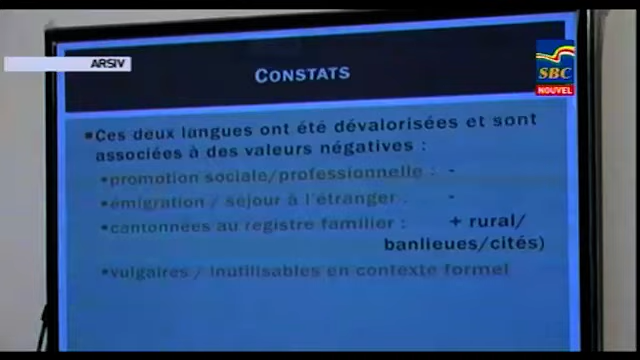 ARSIV
CONSTATS
SBC
NOUVEL
▪Ces deux langues ont été dévalorisées et sont
associées à des valeurs négatives :
•promotion sociale/professionnelle : -
•émigration / séjour à l'étranger : -
•cantonnées au registre familier : + rural/
banlieues/cités)
•vulgaires / inutilisables en contexte formel